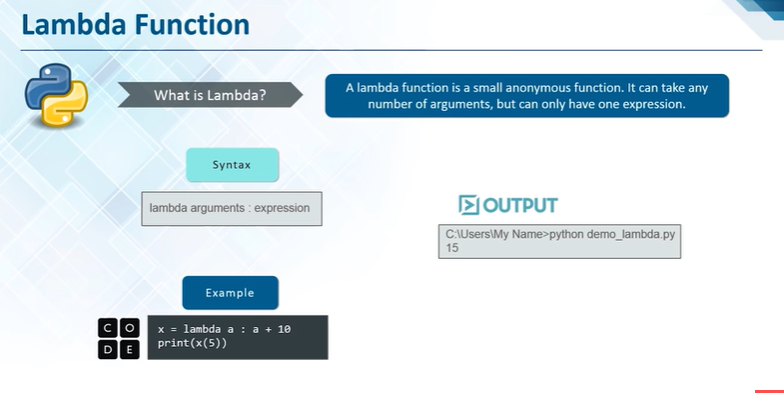 Lambda Function
What is Lambda?
A lambda function is a small anonymous function. It can take any
number of arguments, but can only have one expression.
Syntax
lambda arguments : expression
OUTPUT
C:\Users\My Name>python demo_lambda.py
15
Example
C O
D E
x = lambda a : a + 10
print(x(5))